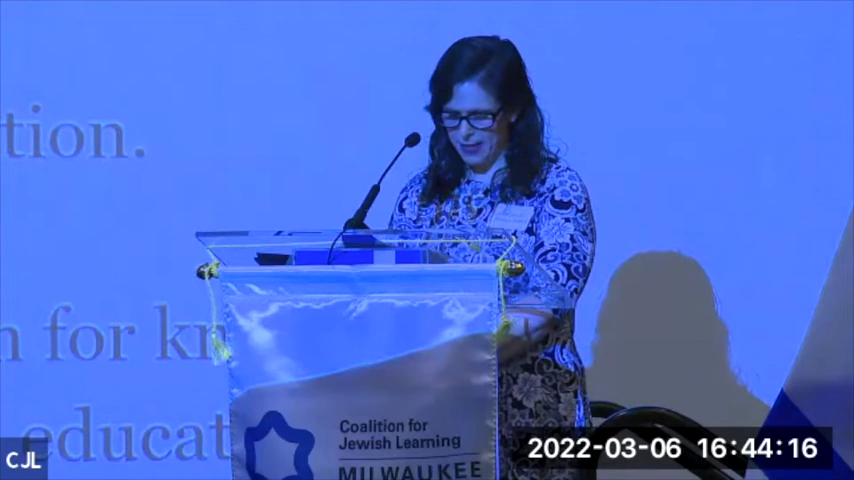 tion.
n for kn
educat
Coalition for
Jewish Learning
MILWAUKEE
CJL
2022-03-06 16:44:16